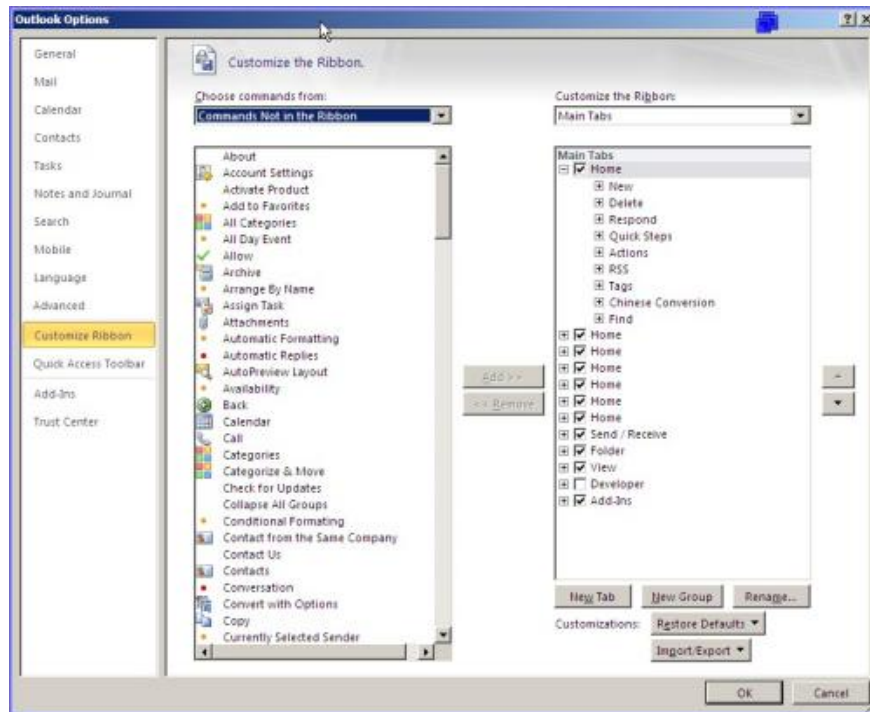 Outlook Options
General
Mail
Calendar
Contacts
Tasks
Notes and Journal
Search
Mobile
Language
Advanced
Customize Ribbon
Quick Access Toolbar
Add-Ins
Trust Center
Customize the Ribbon.
Choose commands from:
Commands Not in the Ribbon
About
Account Settings
Activate Product
Add to Favorites
All Categories
All Day Event
Allow
Archive
Arrange By Name
Assign Task
Attachments
Automatic Formatting
Automatic Replies
AutoPreview Layout
Availability
Back
Calendar
Call
Categories
Categorize & Move
Check for Updates
Collapse All Groups
Conditional Formating
Contact from the Same Company
Contact Us
Contacts
Conversation
Convert with Options
Copy
Currently Selected Sender
Add >>
<< Remove
Customize the Ribbon:
Main Tabs
Main Tabs
Home
New
Delete
Respond
Quick Steps
Actions
RSS
Tags
Chinese Conversion
Find
Home
Home
Home
Home
Home
Home
Send / Receive
Folder
View
Developer
Add-Ins
New Tab
New Group
Rename...
Customizations:
Restore Defaults
Import/Export
OK
Cancel